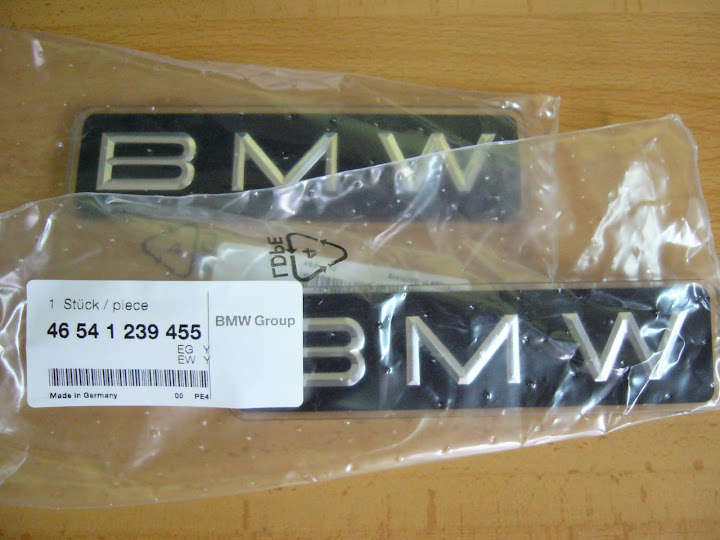 BMW
LDPE
4
1 Stück / piece
46 54 1 239 455
EG Y
EW Y
Made in Germany 00 PE4
BMW Group
BMW